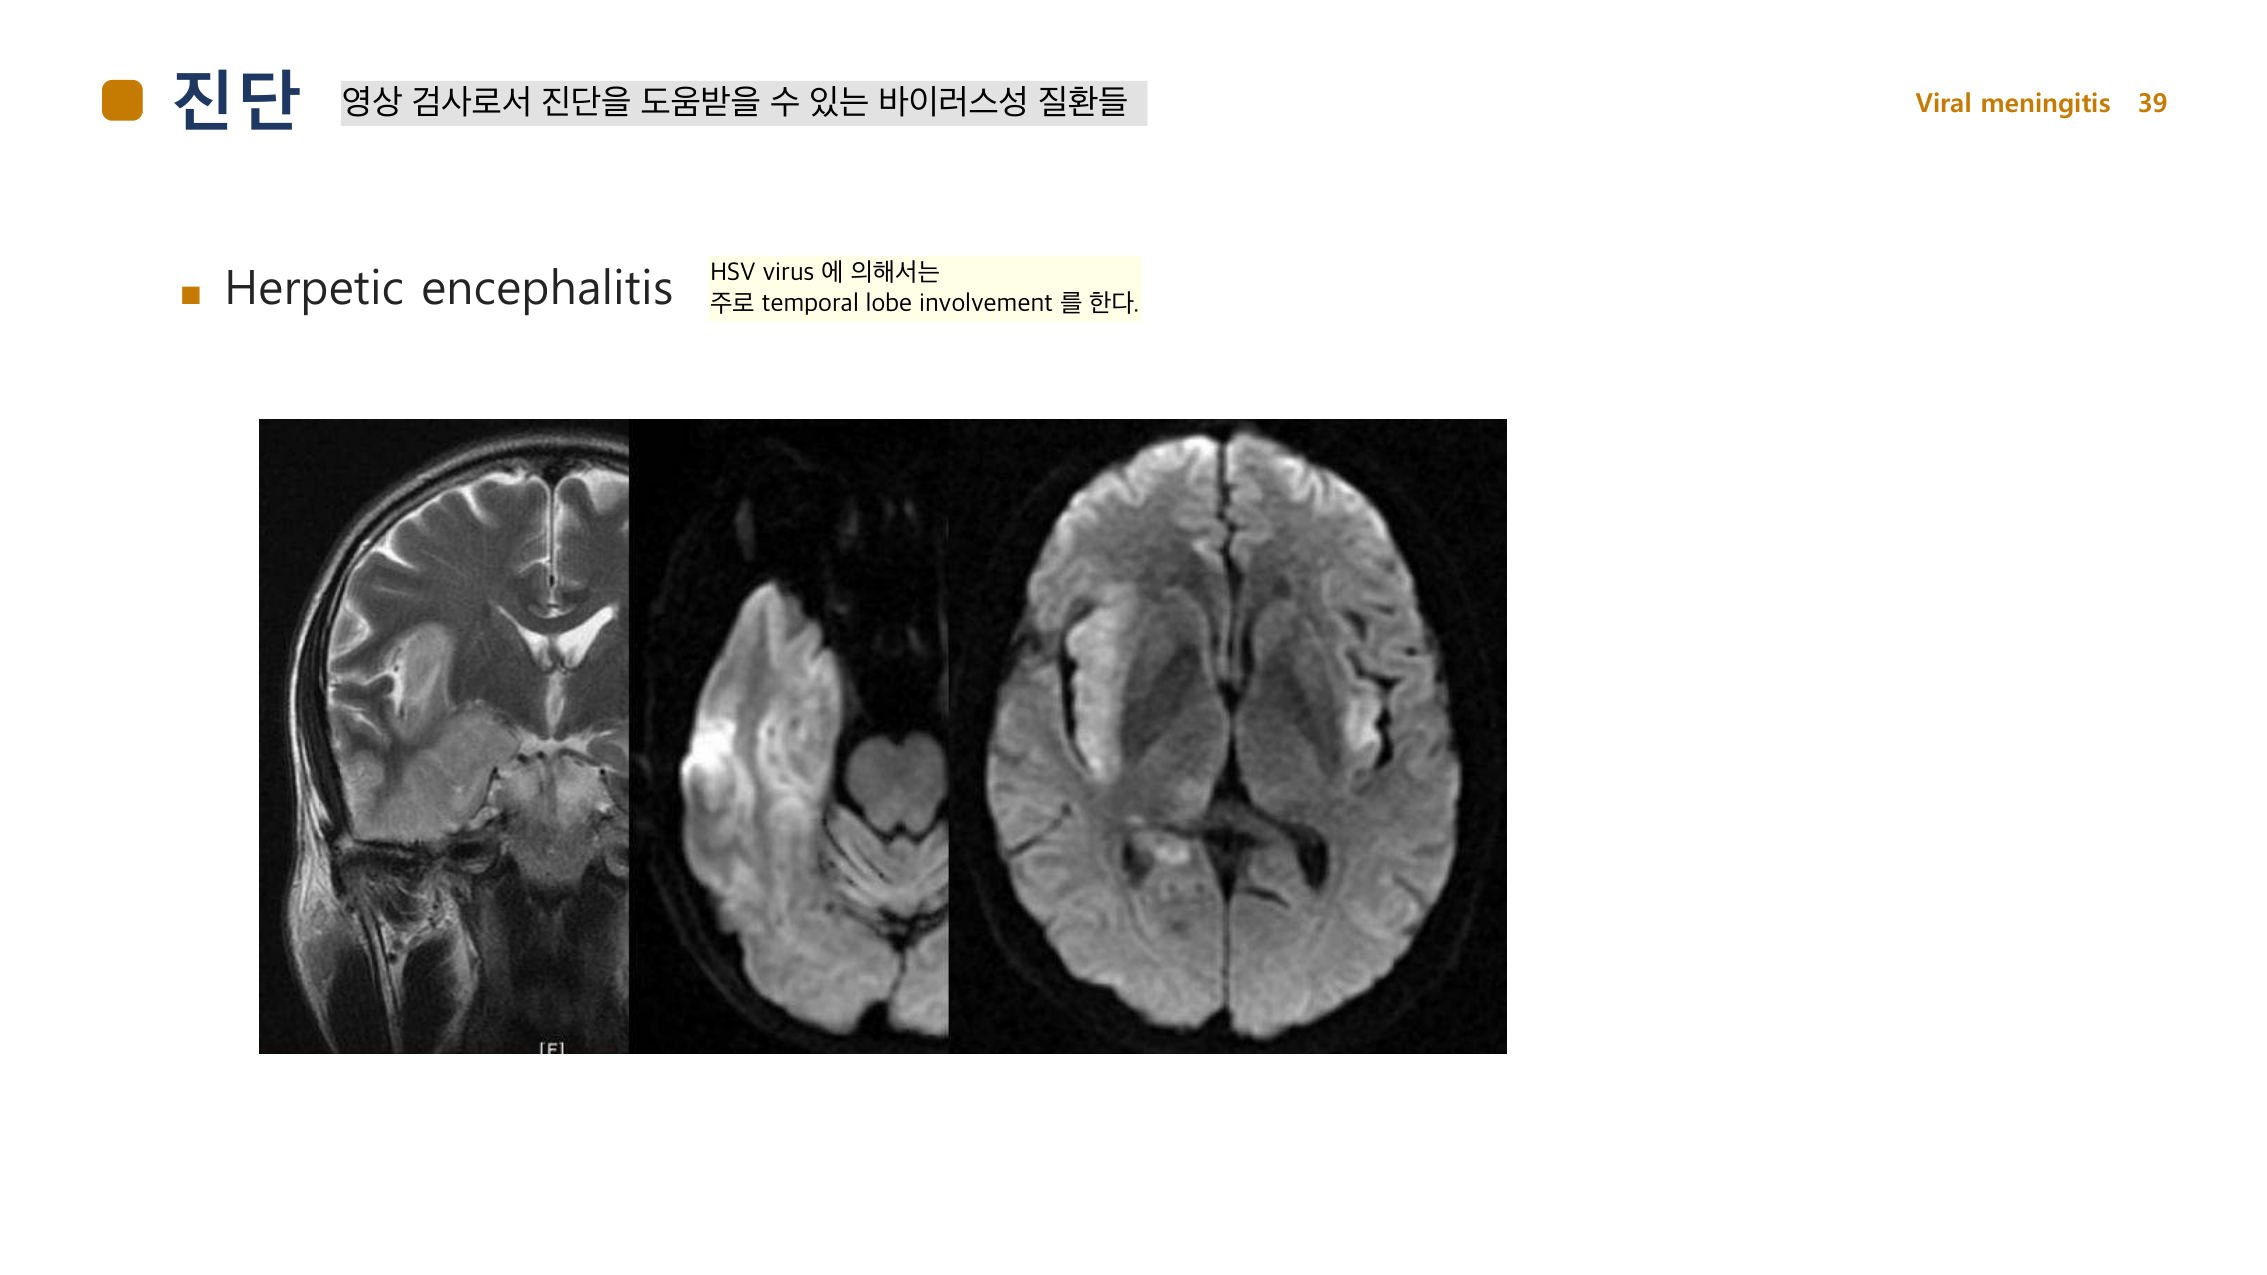 진단
영상 검사로서 진단을 도움받을 수 있는 바이러스성 질환들
Viral meningitis 39
Herpetic encephalitis
HSV virus 에 의해서는
주로 temporal lobe involvement 를 한다.
[F]